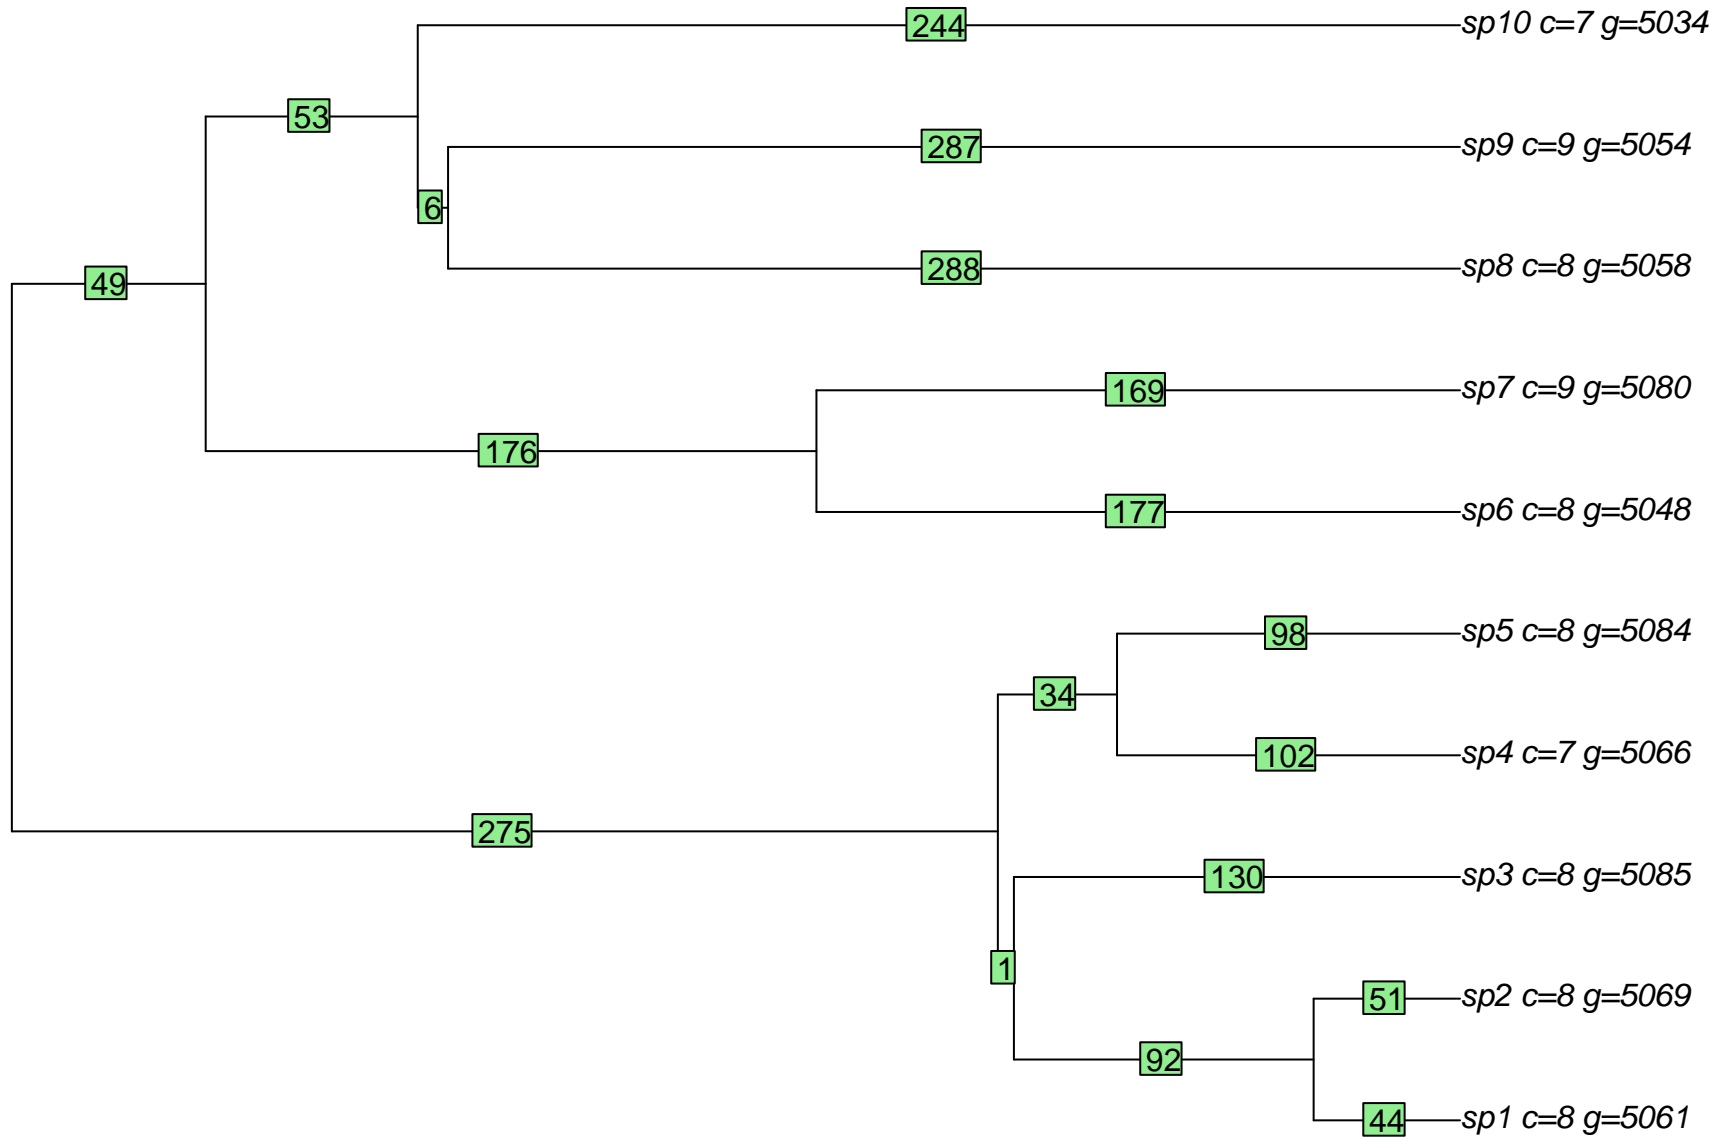 244 sp10 c=7 g=5034
53
287 sp9 c=9 g=5054
6
288 sp8 c=8 g=5058
49
169 sp7 c=9 g=5080
176
177 sp6 c=8 g=5048
98 sp5 c=8 g=5084
34
102 sp4 c=7 g=5066
275
130 sp3 c=8 g=5085
1
51 sp2 c=8 g=5069
92
44 sp1 c=8 g=5061